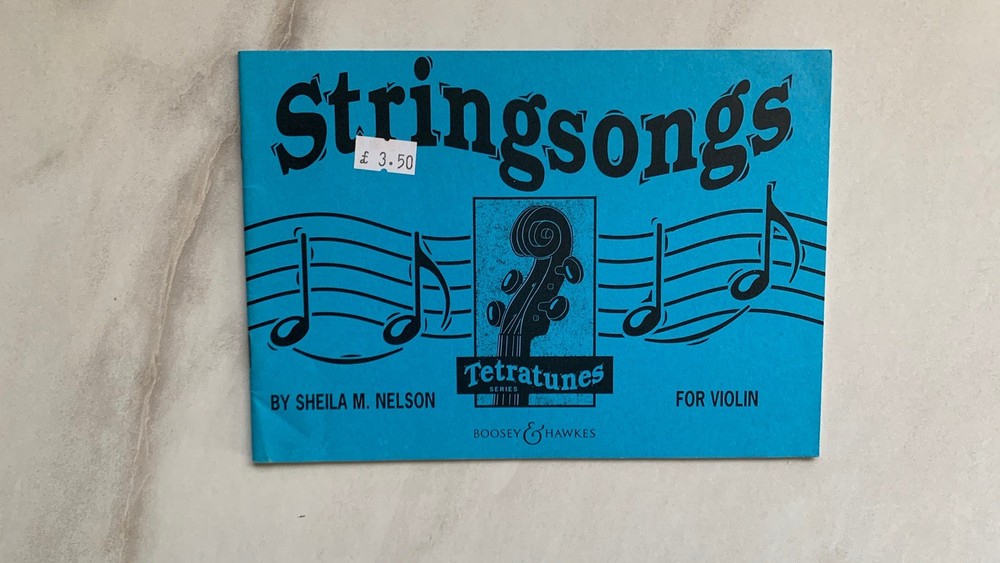 Stringsongs
£ 3.50
Tetratunes
SERIES
BY SHEILA M. NELSON
FOR VIOLIN
BOOSEY & HAWKES